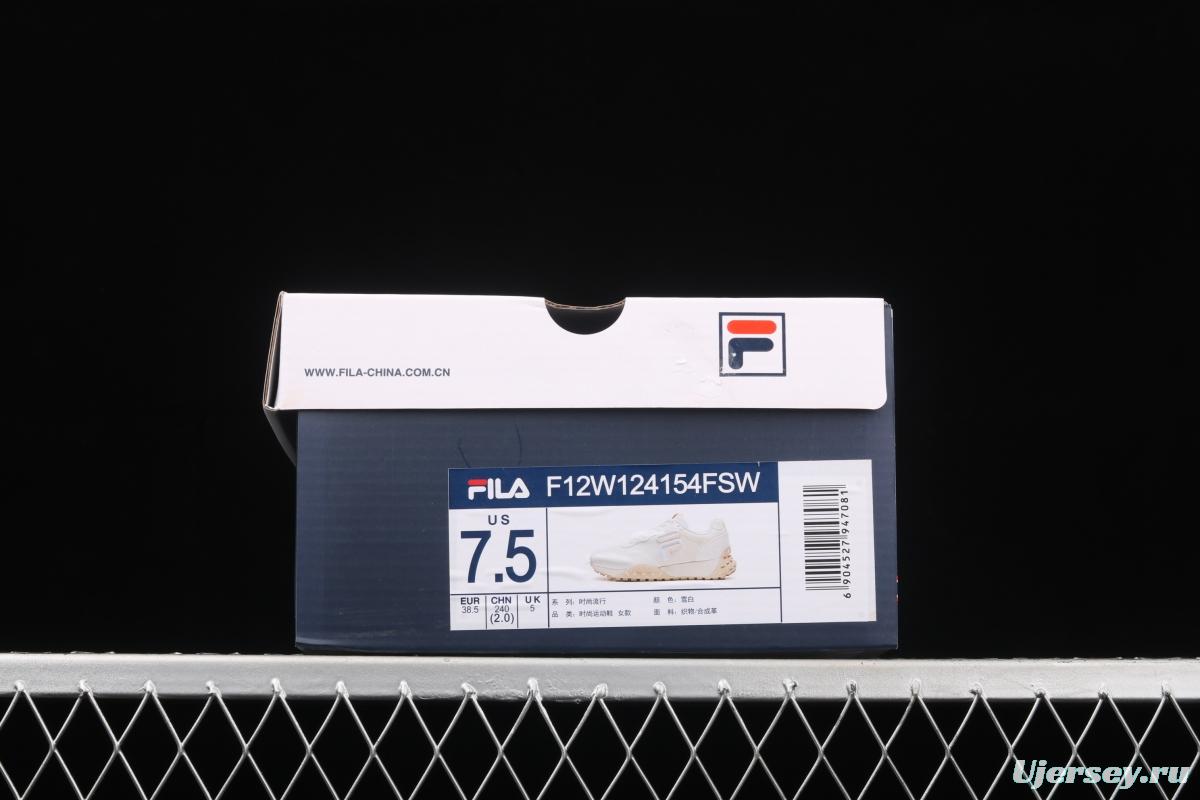 WWW.FILA-CHINA.COM.CN
FILA F12W124154FSW
US
7.5
EUR CHN UK
38.5 240 5
(2.0)
系 列：时尚流行 颜 色：雪白
品 类：时尚运动鞋 女款 面 料：织物/合成革
6 904527 947081
Ujersey.ru